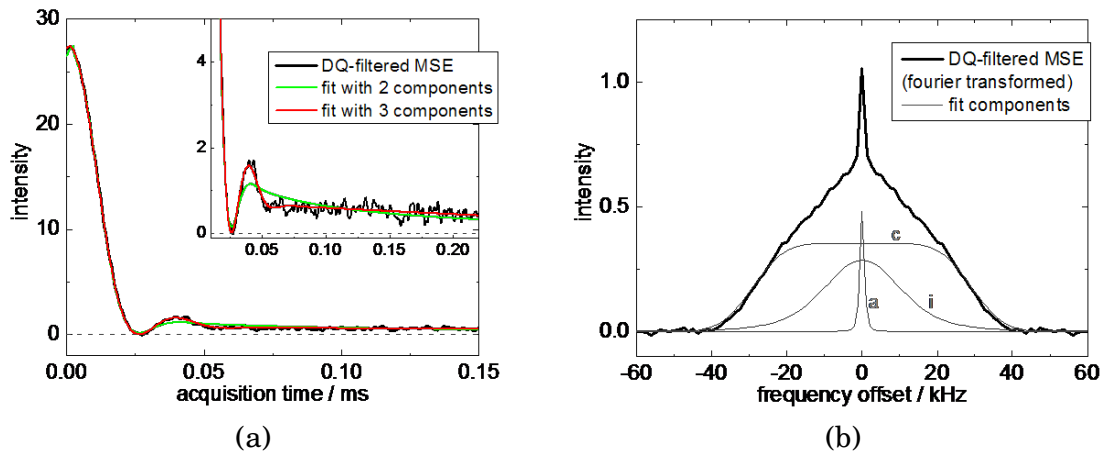 30
20
10
0
intensity
0.00
0.05
0.10
0.15
acquisition time / ms
4
2
0
0.05
0.10
0.15
0.20
DQ-filtered MSE
fit with 2 components
fit with 3 components
(a)
1.0
0.5
0.0
intensity
-60
-40
-20
0
20
40
60
frequency offset / kHz
DQ-filtered MSE
(fourier transformed)
fit components
c
i
a
(b)